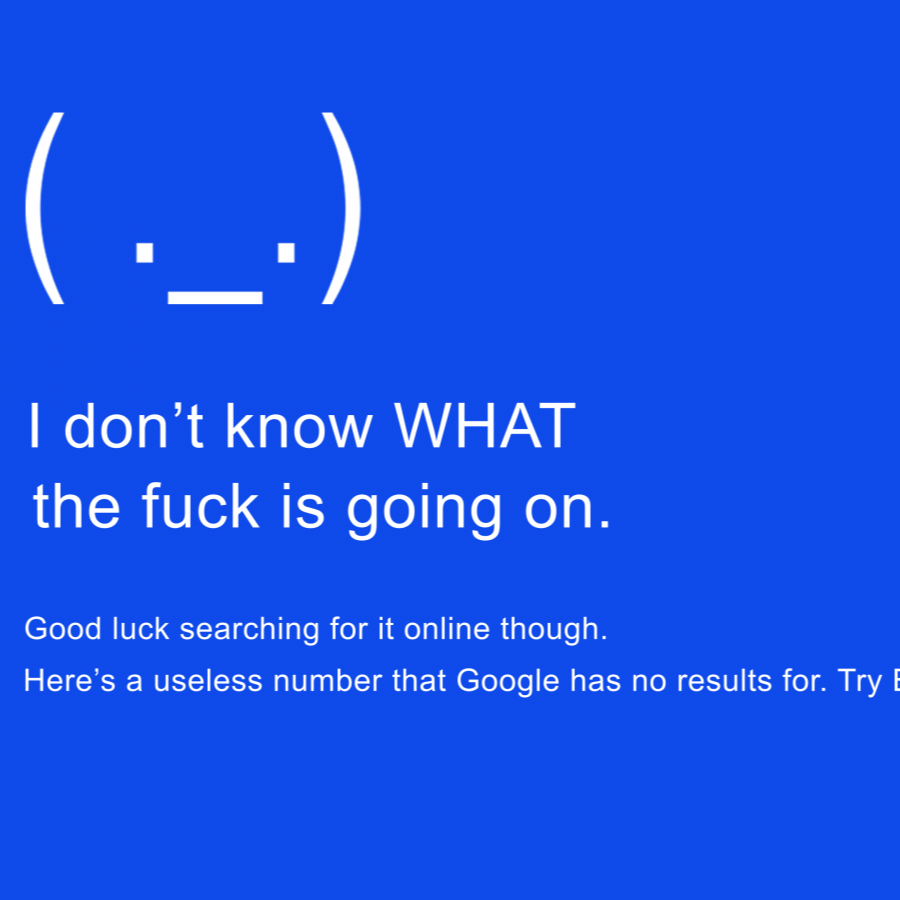 ( ._.)
I don’t know WHAT
the fuck is going on.
Good luck searching for it online though.
Here’s a useless number that Google has no results for. Try